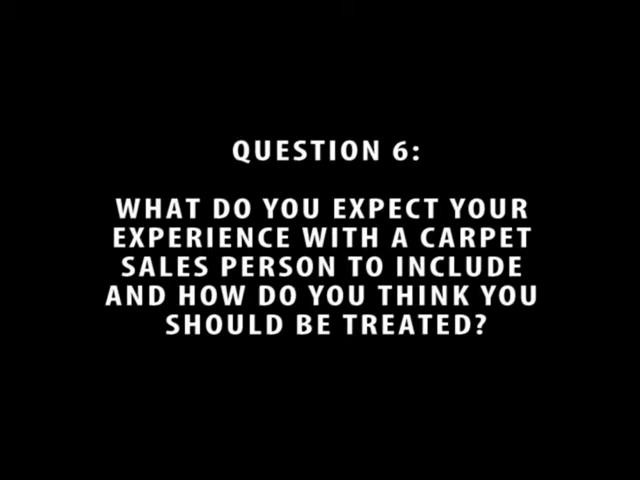 QUESTION 6:
WHAT DO YOU EXPECT YOUR
EXPERIENCE WITH A CARPET
SALES PERSON TO INCLUDE
AND HOW DO YOU THINK YOU
SHOULD BE TREATED?